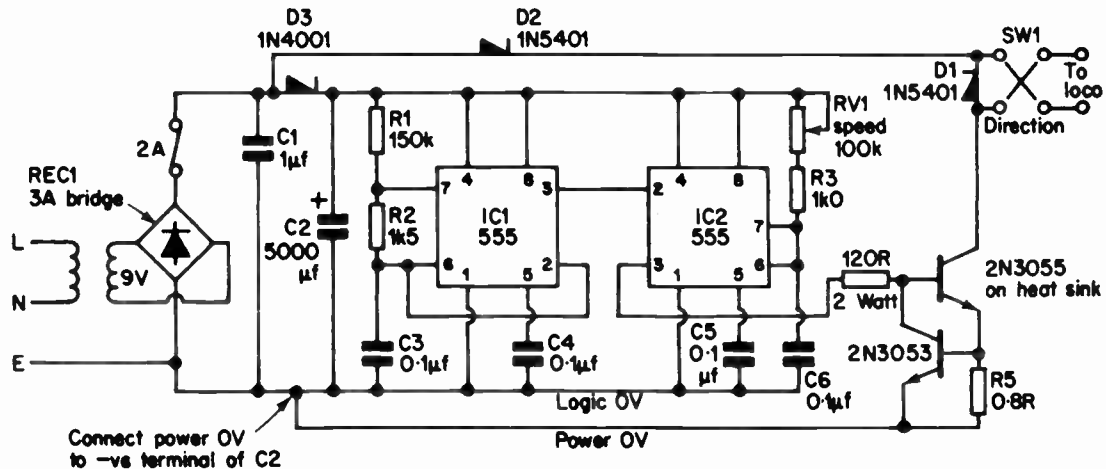 D3
1N4001
D2
1N5401
SW1
D1
1N5401
To
loco
Direction
2A
C1
1µf
R1
150k
RV1
speed
100k
REC1
3A bridge
+
C2
5000
µf
4
8
7
3
IC1
555
6
2
1
5
R2
1k5
4
8
2
IC2
555
7
3
1
5
6
R3
1k0
L
N
9V
120R
2 Watt
2N3055
on heat sink
C3
0·1µf
C4
0·1µf
C5
0·1
µf
C6
0·1µf
2N3053
R5
0·8R
E
Logic 0V
Power 0V
Connect power 0V
to -ve terminal of C2